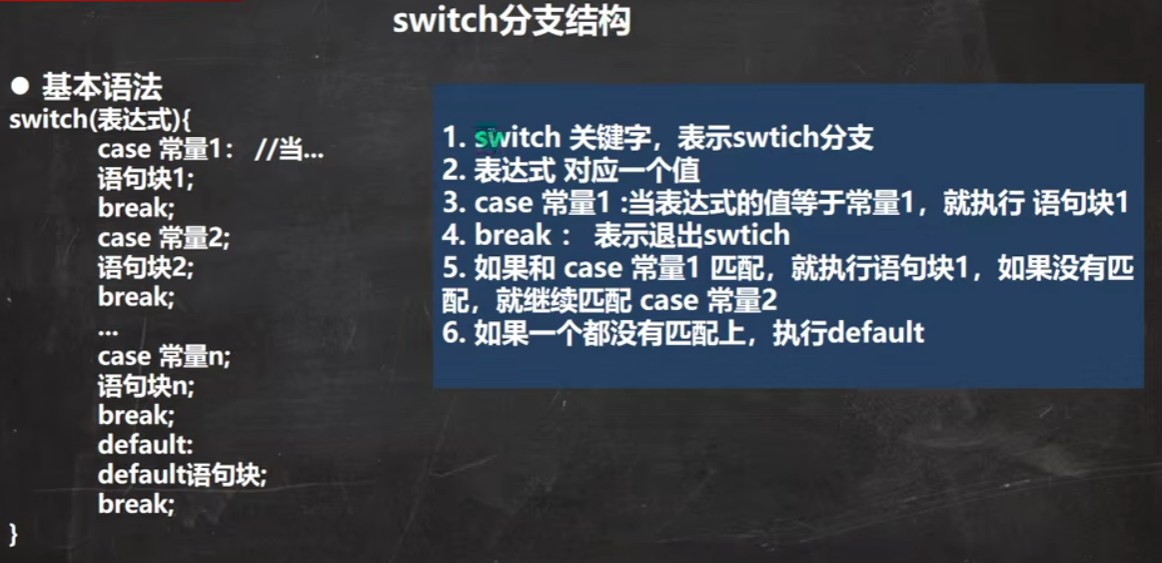 switch分支结构
● 基本语法
switch(表达式){
case 常量1： //当...
语句块1;
break;
case 常量2;
语句块2;
break;
...
case 常量n;
语句块n;
break;
default:
default语句块;
break;
}
1. switch 关键字，表示swtich分支
2. 表达式 对应一个值
3. case 常量1 :当表达式的值等于常量1，就执行 语句块1
4. break ： 表示退出swtich
5. 如果和 case 常量1 匹配，就执行语句块1，如果没有匹
配，就继续匹配 case 常量2
6. 如果一个都没有匹配上，执行default